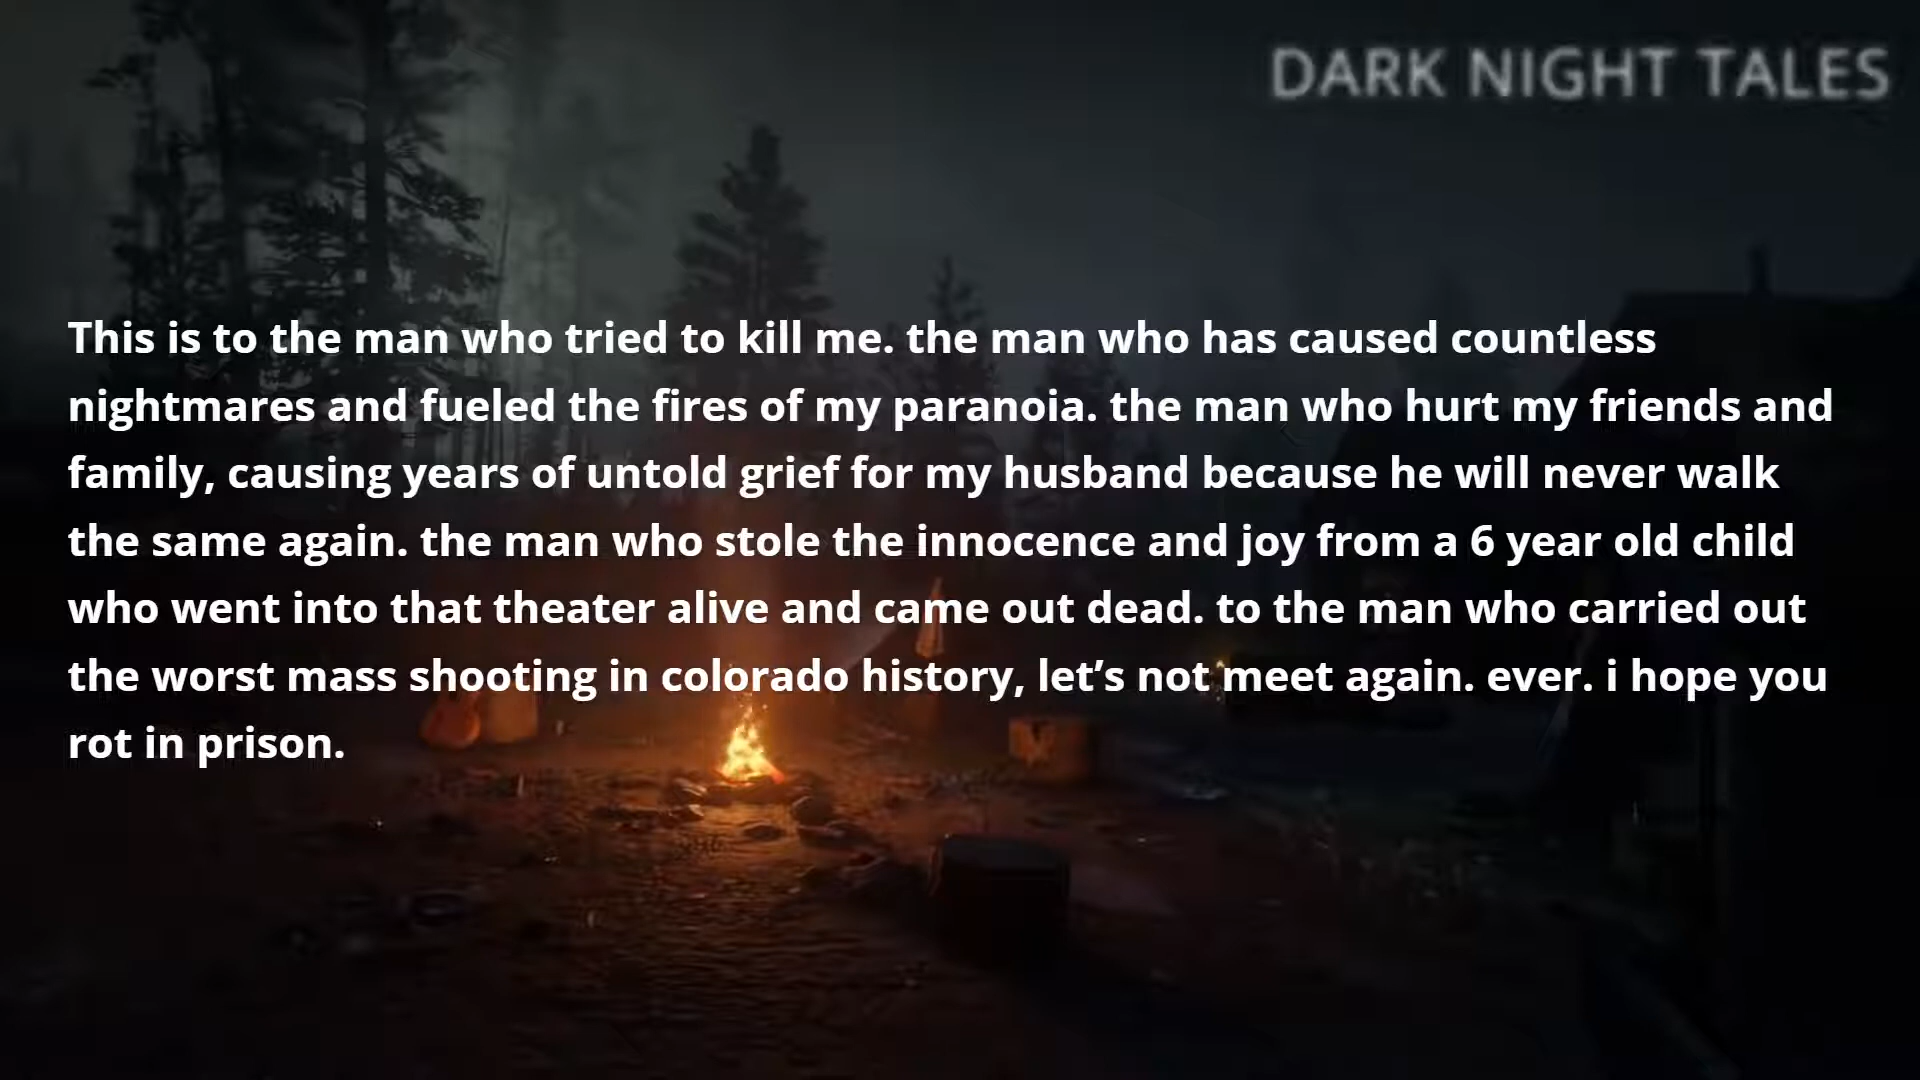 DARK NIGHT TALES
This is to the man who tried to kill me. the man who has caused countless
nightmares and fueled the fires of my paranoia. the man who hurt my friends and
family, causing years of untold grief for my husband because he will never walk
the same again. the man who stole the innocence and joy from a 6 year old child
who went into that theater alive and came out dead. to the man who carried out
the worst mass shooting in colorado history, let’s not meet again. ever. i hope you
rot in prison.